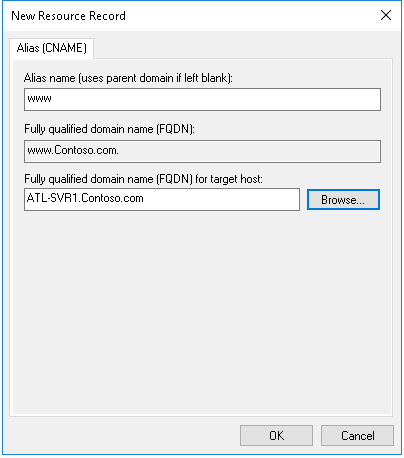 New Resource Record
Alias (CNAME)
Alias name (uses parent domain if left blank):
www
Fully qualified domain name (FQDN):
www.Contoso.com.
Fully qualified domain name (FQDN) for target host:
ATL-SVR1.Contoso.com
Browse...
OK
Cancel